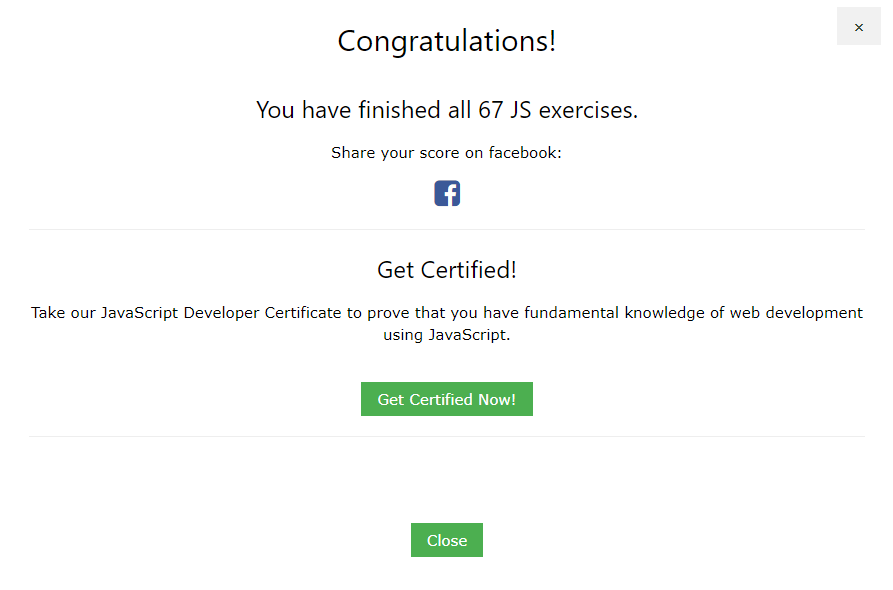 ×
Congratulations!
You have finished all 67 JS exercises.
Share your score on facebook:
Get Certified!
Take our JavaScript Developer Certificate to prove that you have fundamental knowledge of web development
using JavaScript.
Get Certified Now!
Close